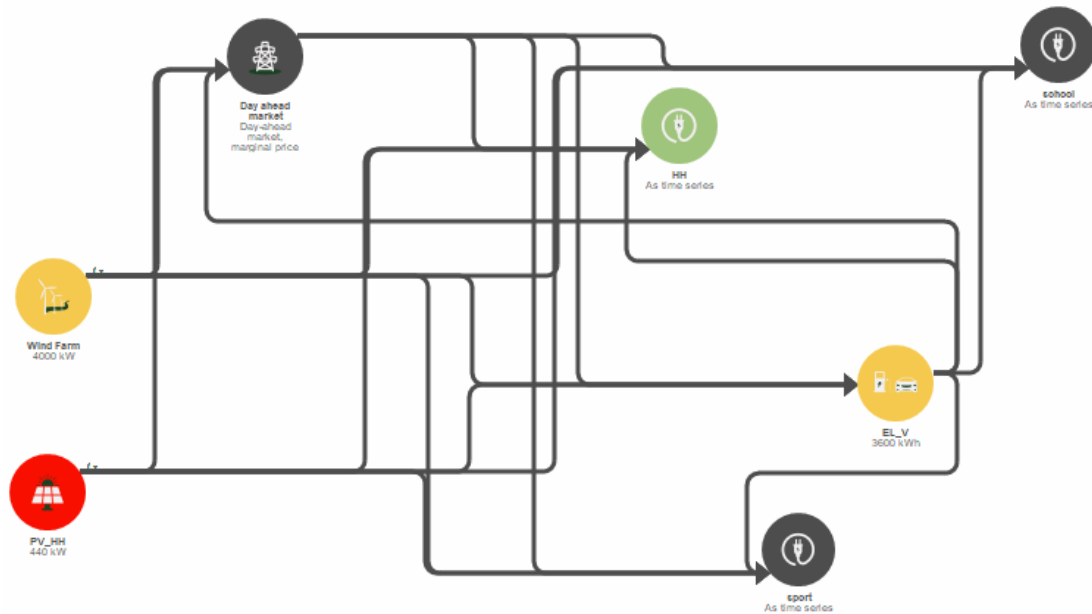 Day ahead
market
Day-ahead
market,
marginal price
school
As time series
HH
As time series
Wind Farm
4000 kW
EL_V
3600 kWh
PV_HH
440 kW
sport
As time series